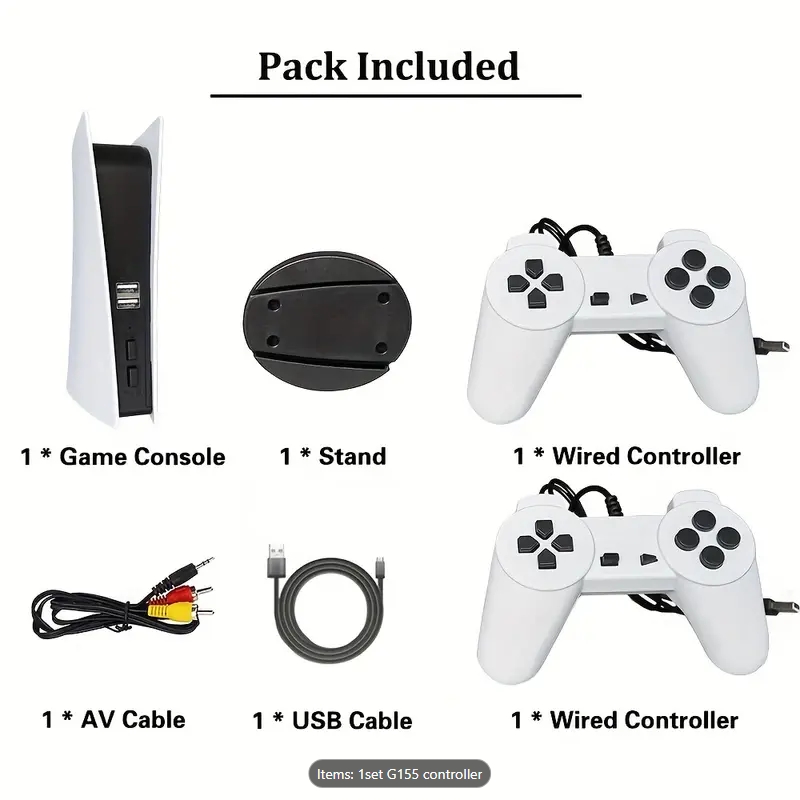 Pack Included
1 * Game Console
1 * Stand
1 * Wired Controller
1 * AV Cable
1 * USB Cable
1 * Wired Controller
Items: 1set G155 controller